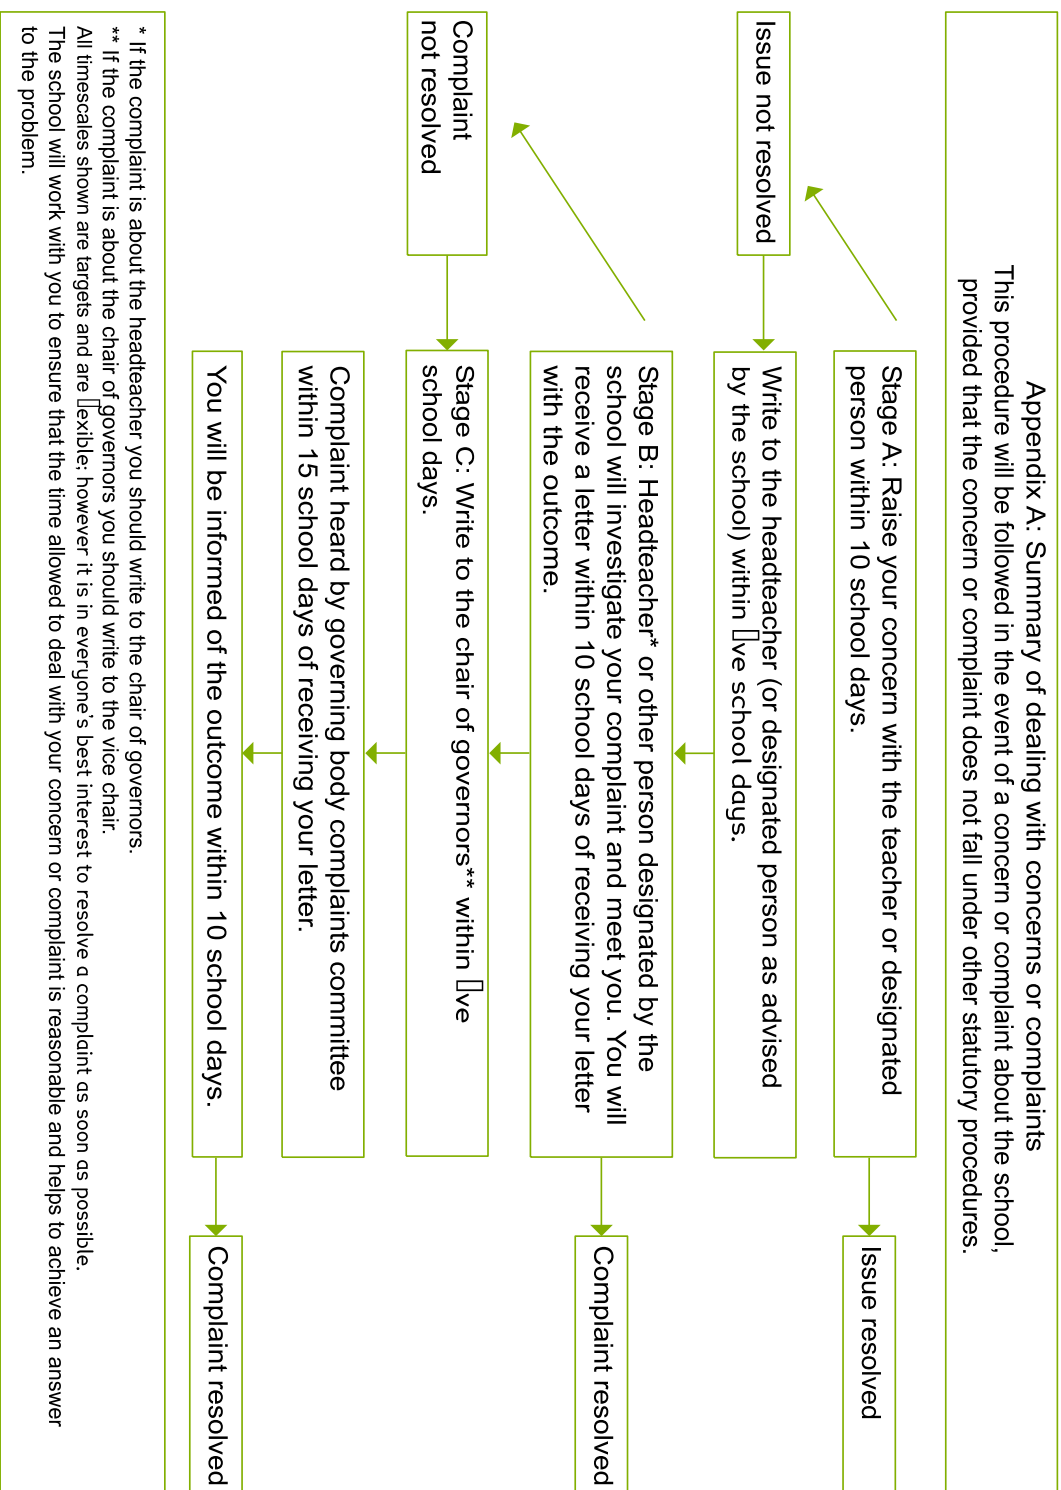 Appendix A: Summary of dealing with concerns or complaints
This procedure will be followed in the event of a concern or complaint about the school,
provided that the concern or complaint does not fall under other statutory procedures.
Stage A: Raise your concern with the teacher or designated
person within 10 school days.
Issue resolved
Issue not resolved
Write to the headteacher (or designated person as advised
by the school) within ▯ve school days.
Stage B: Headteacher* or other person designated by the
school will investigate your complaint and meet you. You will
receive a letter within 10 school days of receiving your letter
with the outcome.
Complaint resolved
Complaint
not resolved
Stage C: Write to the chair of governors** within ▯ve
school days.
Complaint heard by governing body complaints committee
within 15 school days of receiving your letter.
You will be informed of the outcome within 10 school days.
Complaint resolved
* If the complaint is about the headteacher you should write to the chair of governors.
** If the complaint is about the chair of governors you should write to the vice chair.
All timescales shown are targets and are ▯exible; however it is in everyone's best interest to resolve a complaint as soon as possible.
The school will work with you to ensure that the time allowed to deal with your concern or complaint is reasonable and helps to achieve an answer
to the problem.